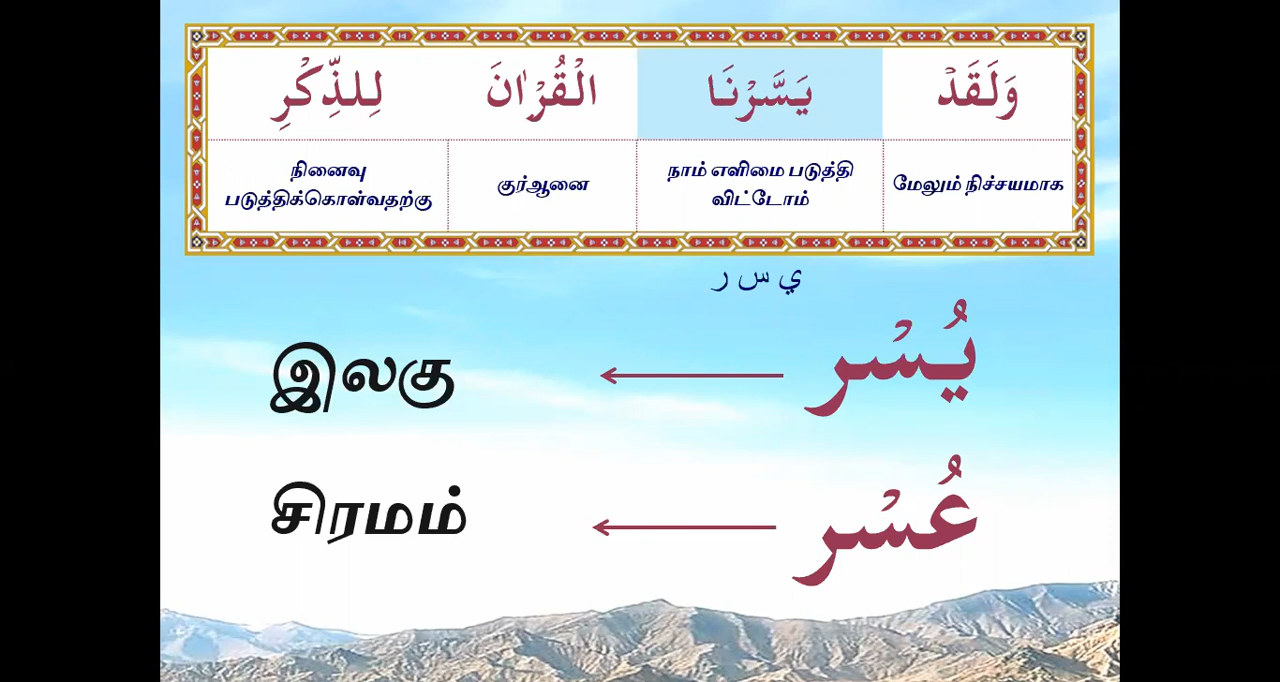 وَلَقَدْ يَسَّرْنَا الْقُرْاٰنَ لِلذِّكْرِ
மேலும் நிச்சயமாக
நாம் எளிமை படுத்தி
விட்டோம்
குர்ஆனை
நினைவு
படுத்திக்கொள்வதற்கு
ي س ر
يُسْر ← இலகு
عُسْر ← சிரமம்